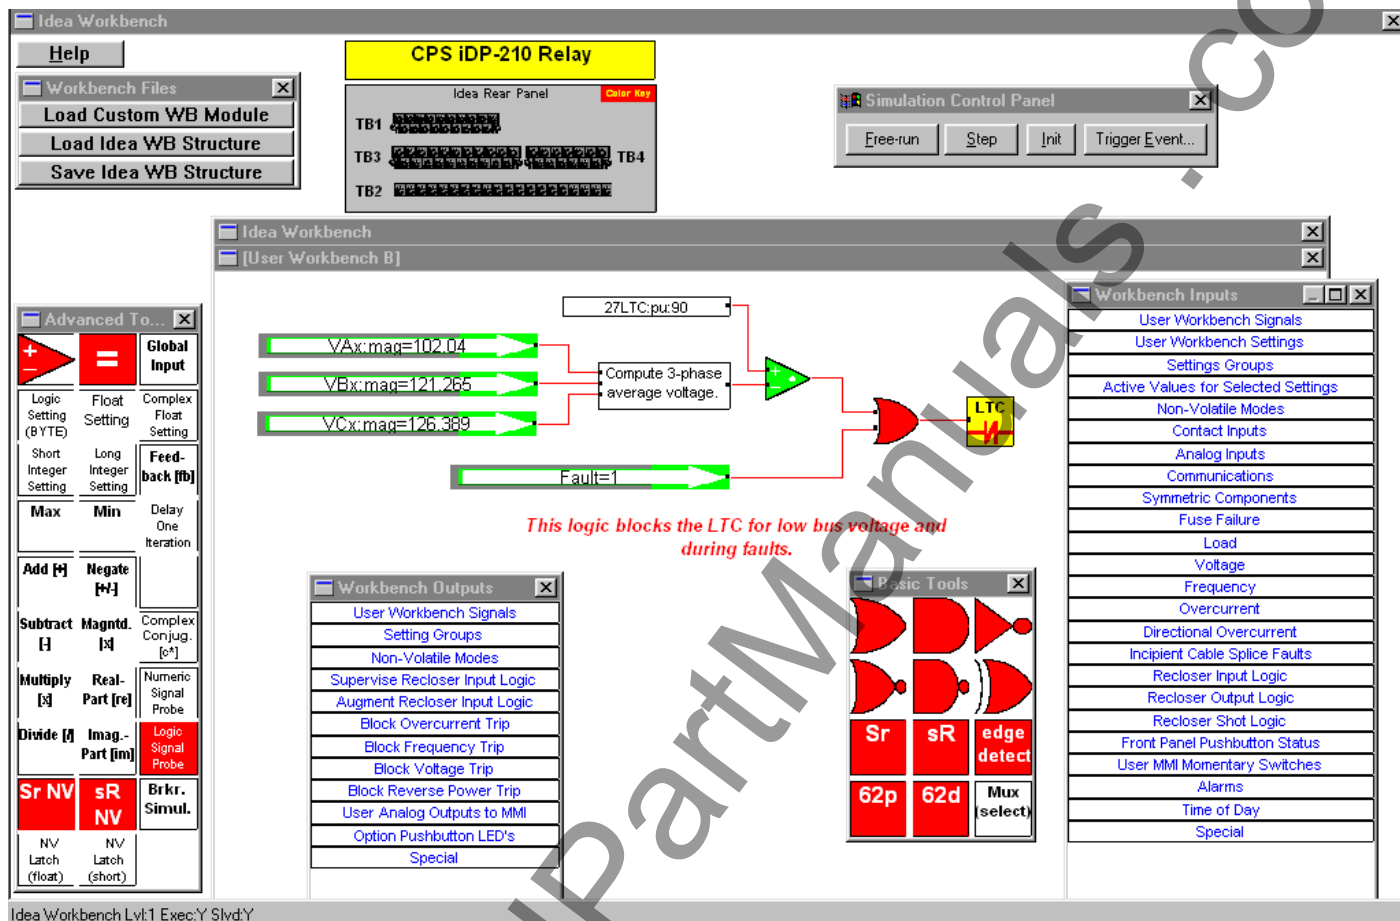 Idea Workbench
Help
Workbench Files
Load Custom WB Module
Load Idea WB Structure
Save Idea WB Structure
CPS iDP-210 Relay
Idea Rear Panel
Color Key
TB1
TB3
TB4
TB2
Simulation Control Panel
Free-run
Step
Init
Trigger Event...
Idea Workbench
[User Workbench B]
27LTC:pu:90
VAx:mag=102.04
VBx:mag=121.265
VCx:mag=126.389
Compute 3-phase
average voltage.
+
−
LTC
Fault=1
This logic blocks the LTC for low bus voltage and
during faults.
Advanced To...
+
−
=
Global
Input
Logic
Setting
(BYTE)
Float
Setting
Complex
Float
Setting
Short
Integer
Setting
Long
Integer
Setting
Feed-
back [fb]
Max
Min
Delay
One
Iteration
Add [+]
Negate
[+/-]
Subtract
[-]
Magntd.
|x|
Complex
Conjug.
[c*]
Multiply
[x]
Real-
Part [re]
Numeric
Signal
Probe
Divide [/]
Imag.-
Part [im]
Logic
Signal
Probe
Sr NV
sR
NV
Brkr.
Simul.
NV
Latch
(float)
NV
Latch
(short)
Workbench Outputs
User Workbench Signals
Setting Groups
Non-Volatile Modes
Supervise Recloser Input Logic
Augment Recloser Input Logic
Block Overcurrent Trip
Block Frequency Trip
Block Voltage Trip
Block Reverse Power Trip
User Analog Outputs to MMI
Option Pushbutton LED's
Special
Basic Tools
Sr
sR
edge
detect
62p
62d
Mux
(select)
Workbench Inputs
User Workbench Signals
User Workbench Settings
Settings Groups
Active Values for Selected Settings
Non-Volatile Modes
Contact Inputs
Analog Inputs
Communications
Symmetric Components
Fuse Failure
Load
Voltage
Frequency
Overcurrent
Directional Overcurrent
Incipient Cable Splice Faults
Recloser Input Logic
Recloser Output Logic
Recloser Shot Logic
Front Panel Pushbutton Status
User MMI Momentary Switches
Alarms
Time of Day
Special
Idea Workbench Lvl:1 Exec:Y Slvd:Y